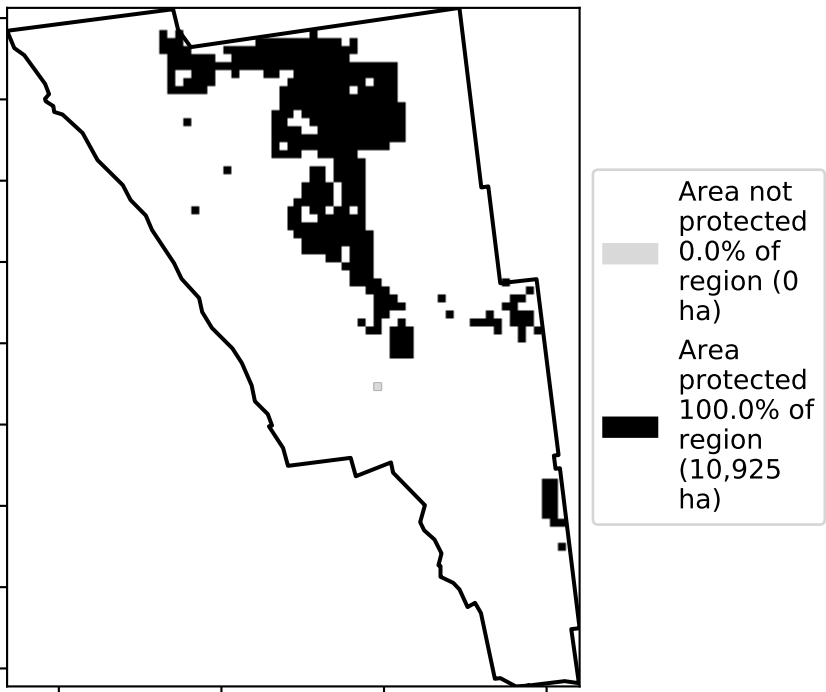 Area not
protected
0.0% of
region (0
ha)
Area
protected
100.0% of
region
(10,925
ha)